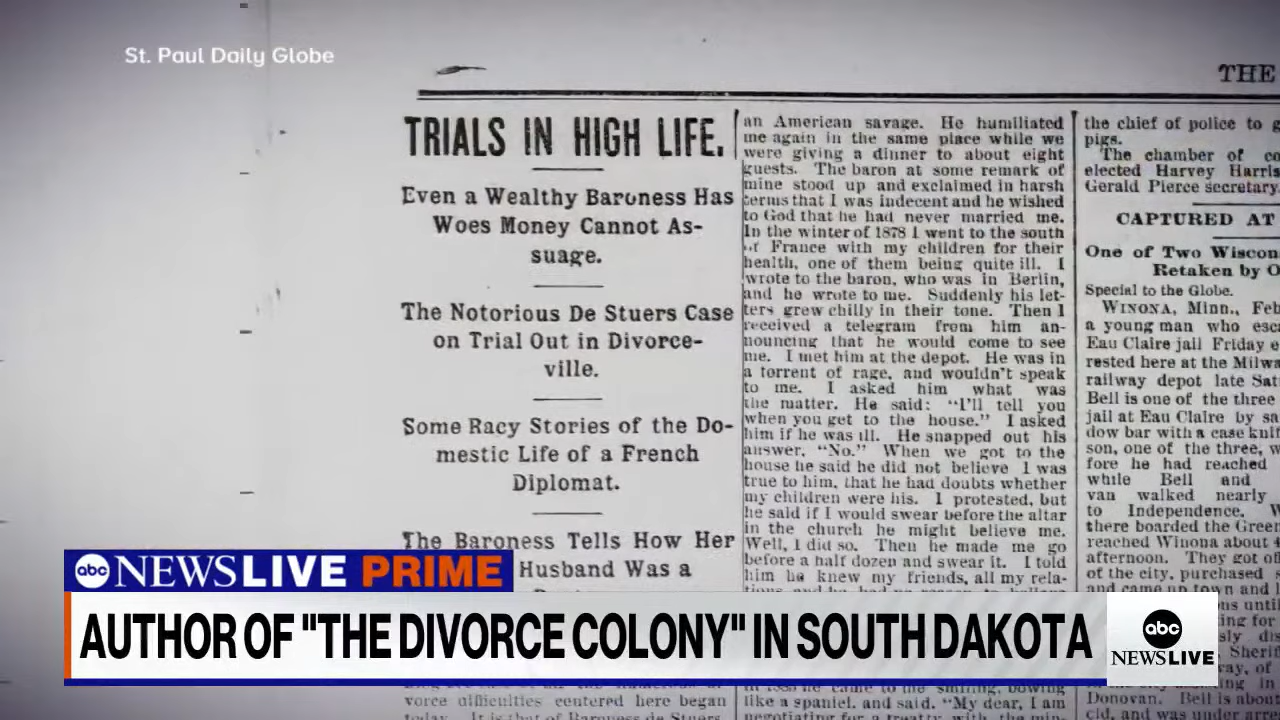 St. Paul Daily Globe
THE
TRIALS IN HIGH LIFE.
Even a Wealthy Baroness Has
Woes Money Cannot As-
suage.
The Notorious De Stuers Case
on Trial Out in Divorce-
ville.
Some Racy Stories of the Do-
mestic Life of a French
Diplomat.
The Baroness Tells How Her
Husband Was a
vorce difficulties centered here began
today. It is that of Baroness de Stuers
an American savage. He humiliated
me again in the same place while we
were giving a dinner to about eight
guests. The baron at some remark of
mine stood up and exclaimed in harsh
terms that I was indecent and he wished
to God that he had never married me.
In the winter of 1878 I went to the south
of France with my children for their
health, one of them being quite ill. I
wrote to the baron, who was in Berlin,
and he wrote to me. Suddenly his let-
ters grew chilly in their tone. Then I
received a telegram from him an-
nouncing that he would come to see
me. I met him at the depot. He was in
a torrent of rage, and wouldn't speak
to me. I asked him what was
the matter. He said: "I'll tell you
when you get to the house." I asked
him if he was ill. He snapped out his
answer, "No." When we got to the
house he said he did not believe I was
true to him, that he had doubts whether
my children were his. I protested, but
he said if I would swear before the altar
in the church he might believe me.
Well, I did so. Then he made me go
before a half dozen and swear it. I told
him he knew my friends, all my rela-
he came to me smiling, bowing
like a spaniel, and said, "My dear, I am
negotiating for a treaty with the min-
the chief of police to g
pigs.
The chamber of co
elected Harvey Harris
Gerald Pierce secretary.
CAPTURED AT
One of Two Wiscon
Retaken by O
Special to the Globe.
WINONA, Minn., Feb
a young man who esc
Eau Claire jail Friday e
rested here at the Milwa
railway depot late Sat
Bell is one of the three
jail at Eau Claire by sa
dow bar with a case knif
son, one of the three, w
fore he had reached
while Bell and
van walked nearly
to Independence. W
there boarded the Green
reached Winona about 4
afternoon. They got of
of the city, purchased
and came up town and
Donovan. Bell is about
cid, and was under arre
abc NEWS LIVE PRIME
AUTHOR OF "THE DIVORCE COLONY" IN SOUTH DAKOTA
abc
NEWS LIVE